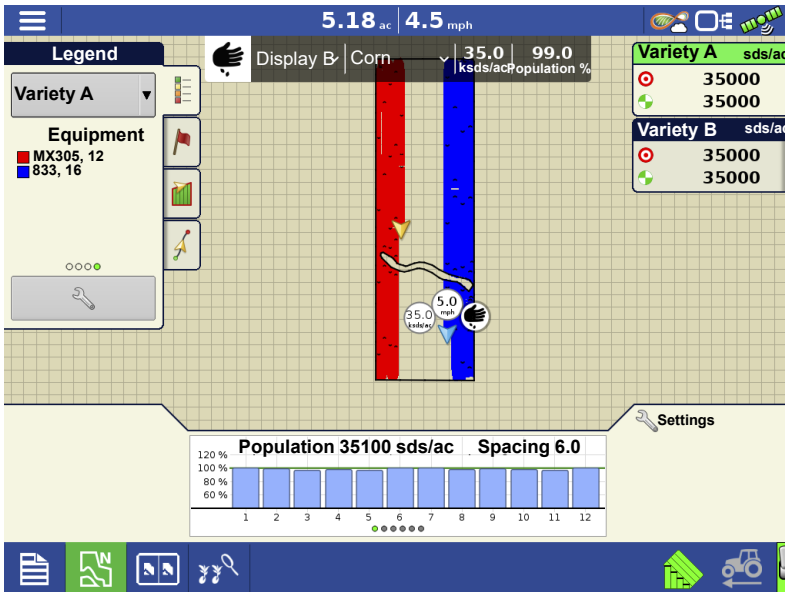 5.18 ac 4.5 mph
Legend
Variety A
Equipment
MX305, 12
833, 16
Display B Corn 35.0 99.0
ksds/ac Population %
Variety A sds/ac
35000
35000
Variety B sds/ac
35000
35000
5.0
mph
35.0
ksds/ac
Settings
Population 35100 sds/ac Spacing 6.0
120 %
100 %
80 %
60 %
1 2 3 4 5 6 7 8 9 10 11 12
N